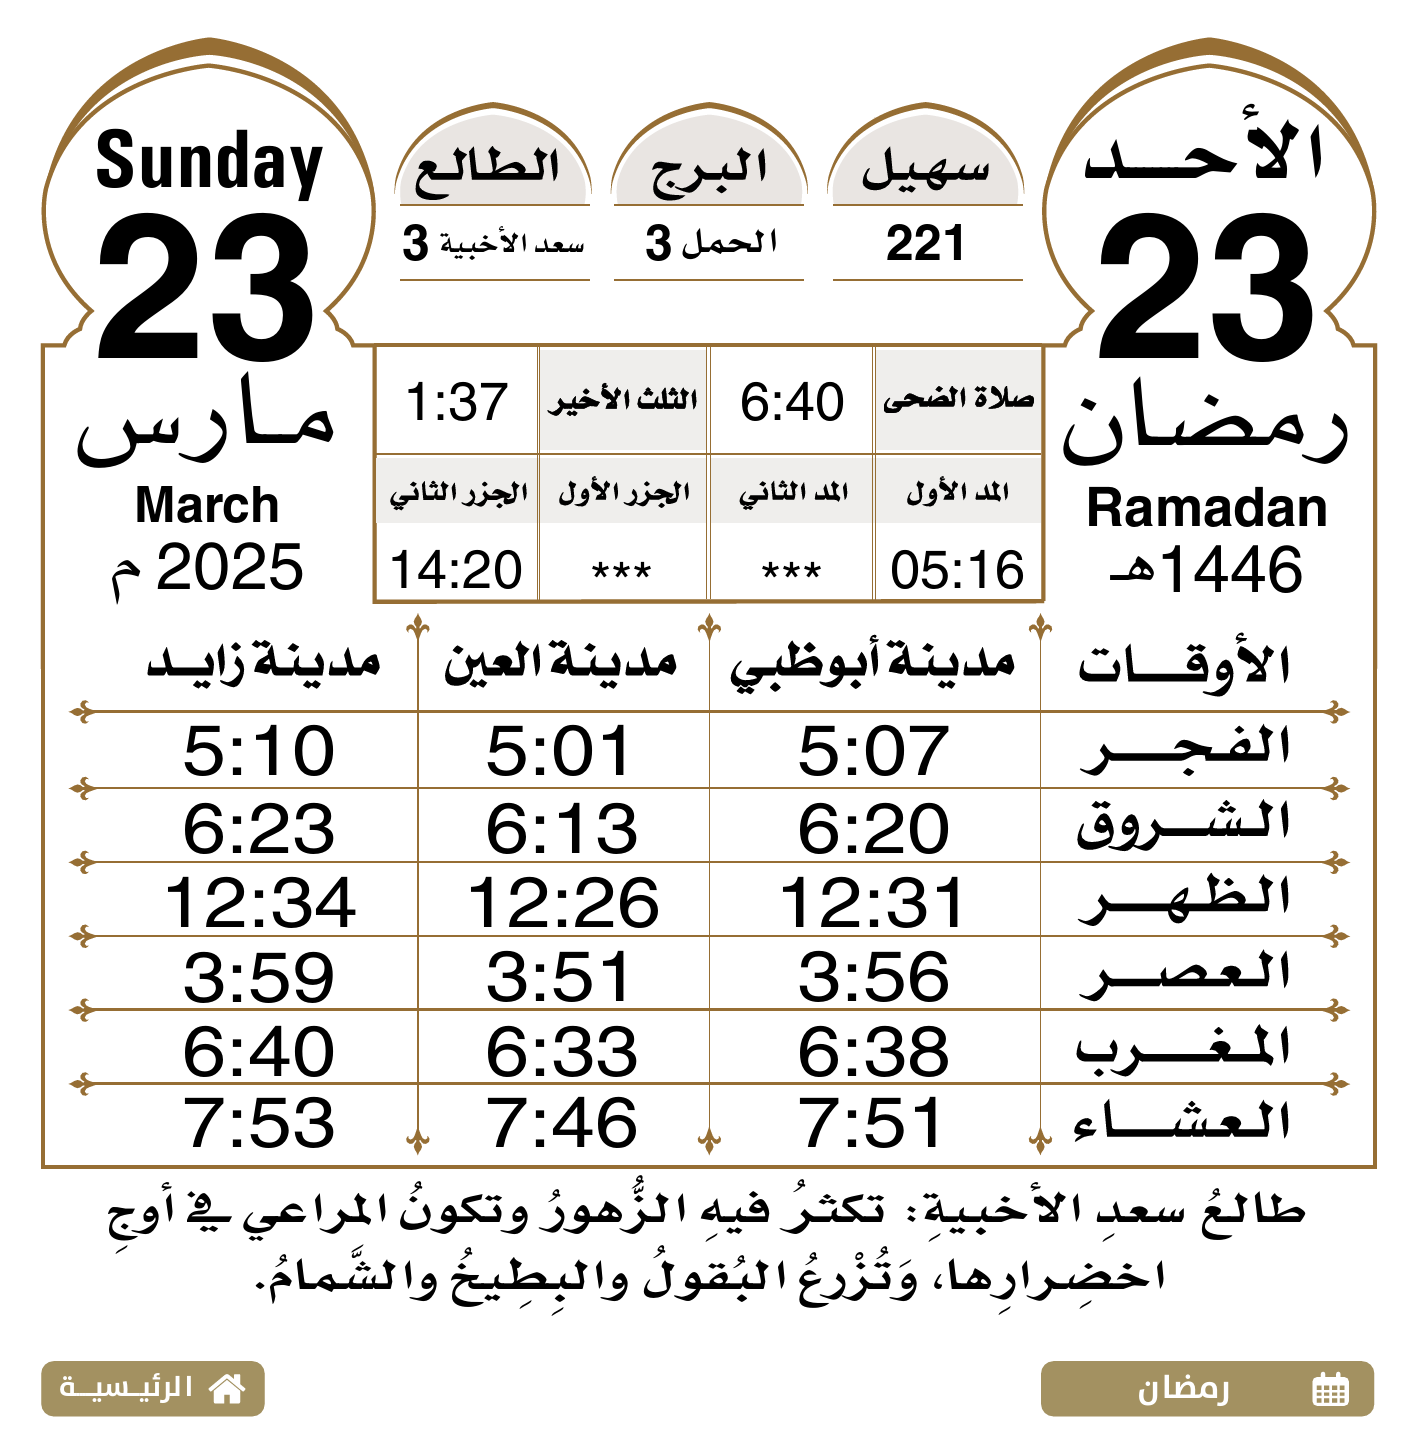 الأحد
23
رمضان
Ramadan
1446هـ
سهيل
221
البرج
الحمل 3
الطالع
سعد الأخبية 3
Sunday
23
مارس
March
2025 م
صلاة الضحى 6:40 الثلث الأخير 1:37
المد الأول المد الثاني الجزر الأول الجزر الثاني
05:16 *** *** 14:20
الأوقات مدينة أبوظبي مدينة العين مدينة زايد
الفجر 5:07 5:01 5:10
الشروق 6:20 6:13 6:23
الظهر 12:31 12:26 12:34
العصر 3:56 3:51 3:59
المغرب 6:38 6:33 6:40
العشاء 7:51 7:46 7:53
طالعُ سعدِ الأخبيةِ: تكثرُ فيهِ الزُّهورُ وتكونُ المراعي في أوجِ
اخضِرارِها، وَتُزْرعُ البُقولُ والبِطِيخُ والشَّمامُ.
رمضان
الرئيسية